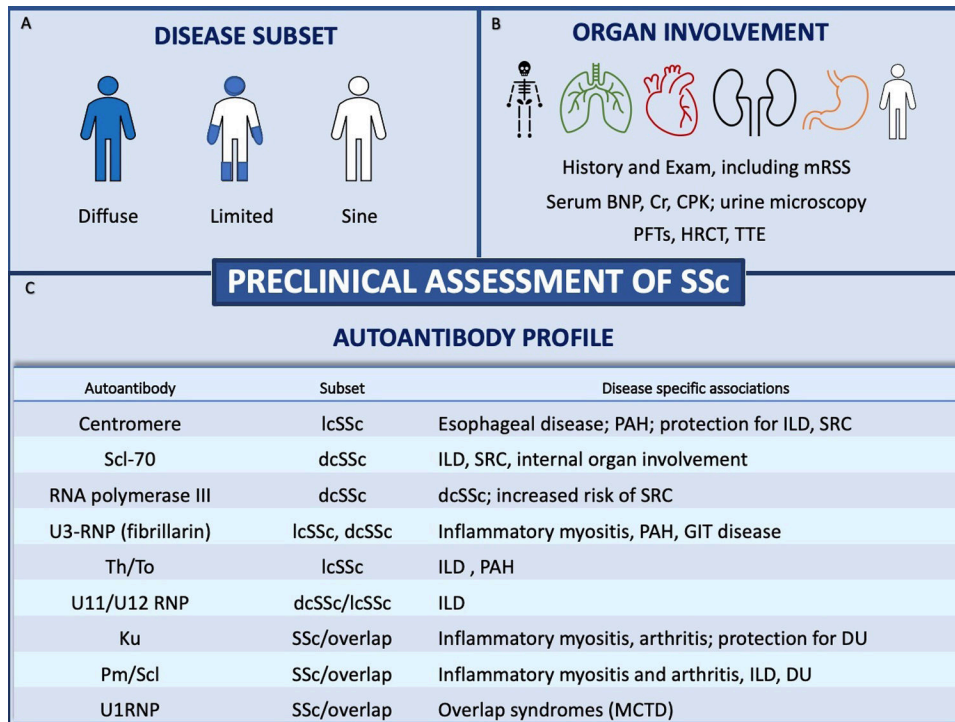 A
DISEASE SUBSET
Diffuse
Limited
Sine
B
ORGAN INVOLVEMENT
History and Exam, including mRSS
Serum BNP, Cr, CPK; urine microscopy
PFTs, HRCT, TTE
PRECLINICAL ASSESSMENT OF SSc
C
AUTOANTIBODY PROFILE
Autoantibody Subset Disease specific associations
Centromere lcSSc Esophageal disease; PAH; protection for ILD, SRC
Scl-70 dcSSc ILD, SRC, internal organ involvement
RNA polymerase III dcSSc dcSSc; increased risk of SRC
U3-RNP (fibrillarin) lcSSc, dcSSc Inflammatory myositis, PAH, GIT disease
Th/To lcSSc ILD , PAH
U11/U12 RNP dcSSc/lcSSc ILD
Ku SSc/overlap Inflammatory myositis, arthritis; protection for DU
Pm/Scl SSc/overlap Inflammatory myositis and arthritis, ILD, DU
U1RNP SSc/overlap Overlap syndromes (MCTD)